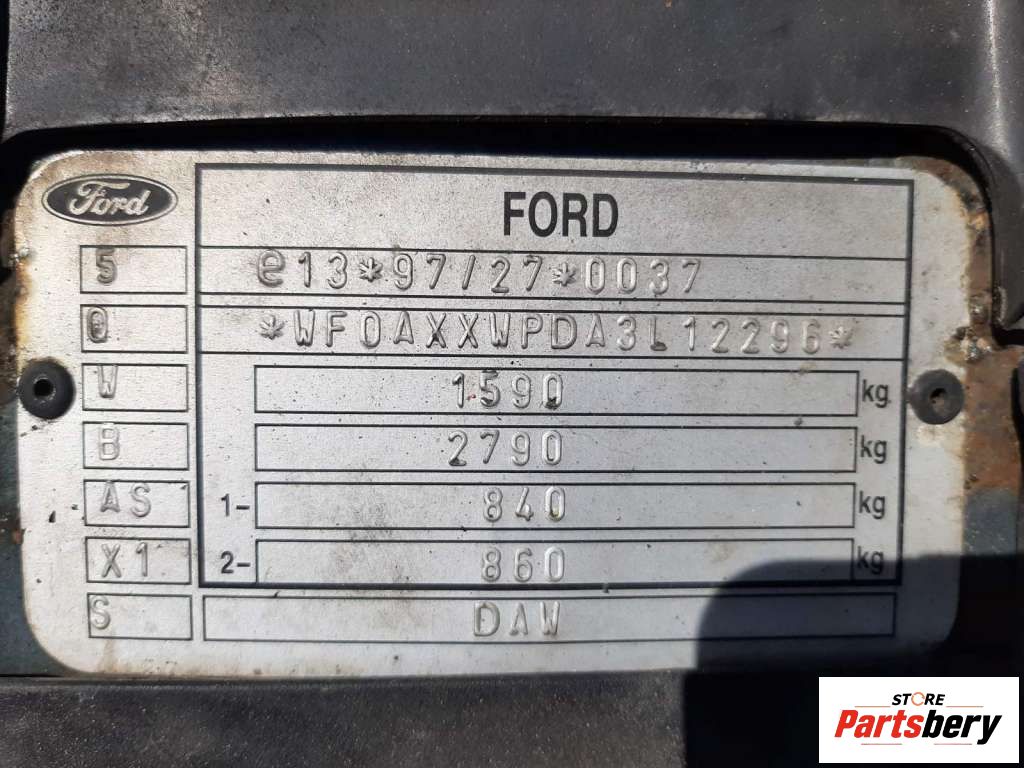 Ford
FORD
5 e13*97/27*0037
0 *WF0AXXWPDA3L12296*
W 1590 kg
B 2790 kg
AS 1- 840 kg
X1 2- 860 kg
S DAW
STORE
Partsbery